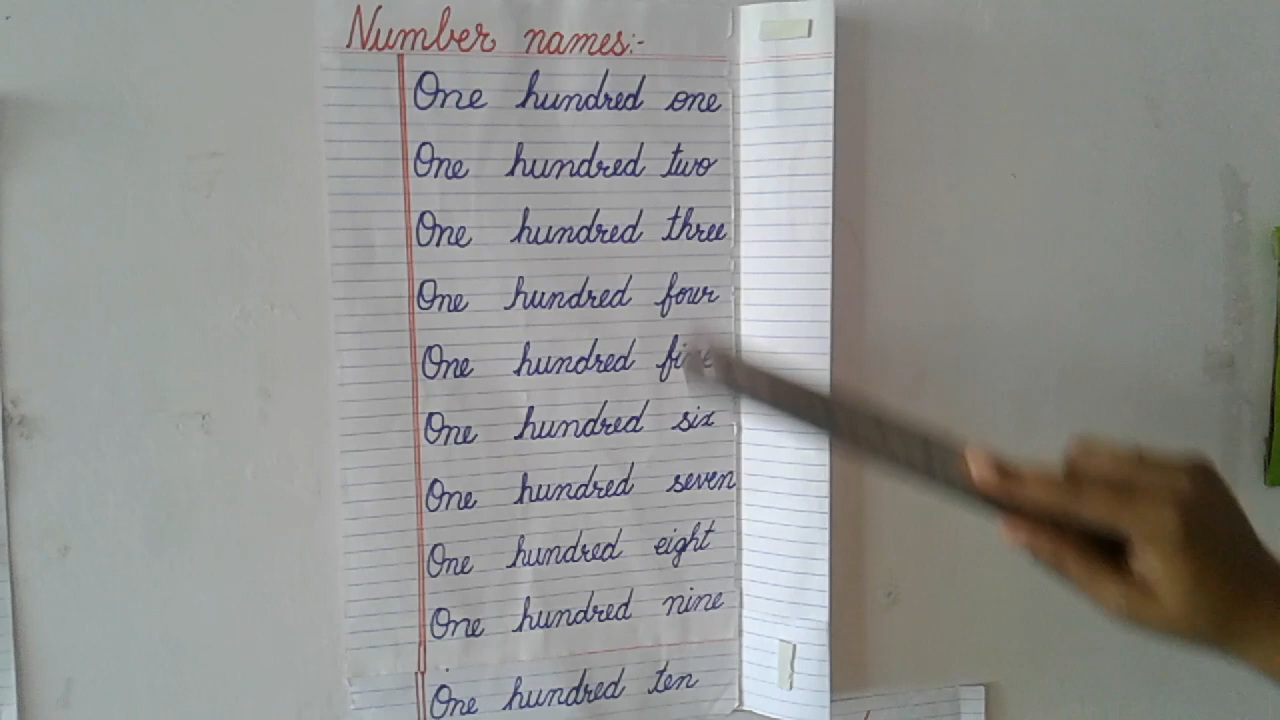 Number names:-
One hundred one
One hundred two
One hundred three
One hundred four
One hundred five
One hundred six
One hundred seven
One hundred eight
One hundred nine
One hundred ten